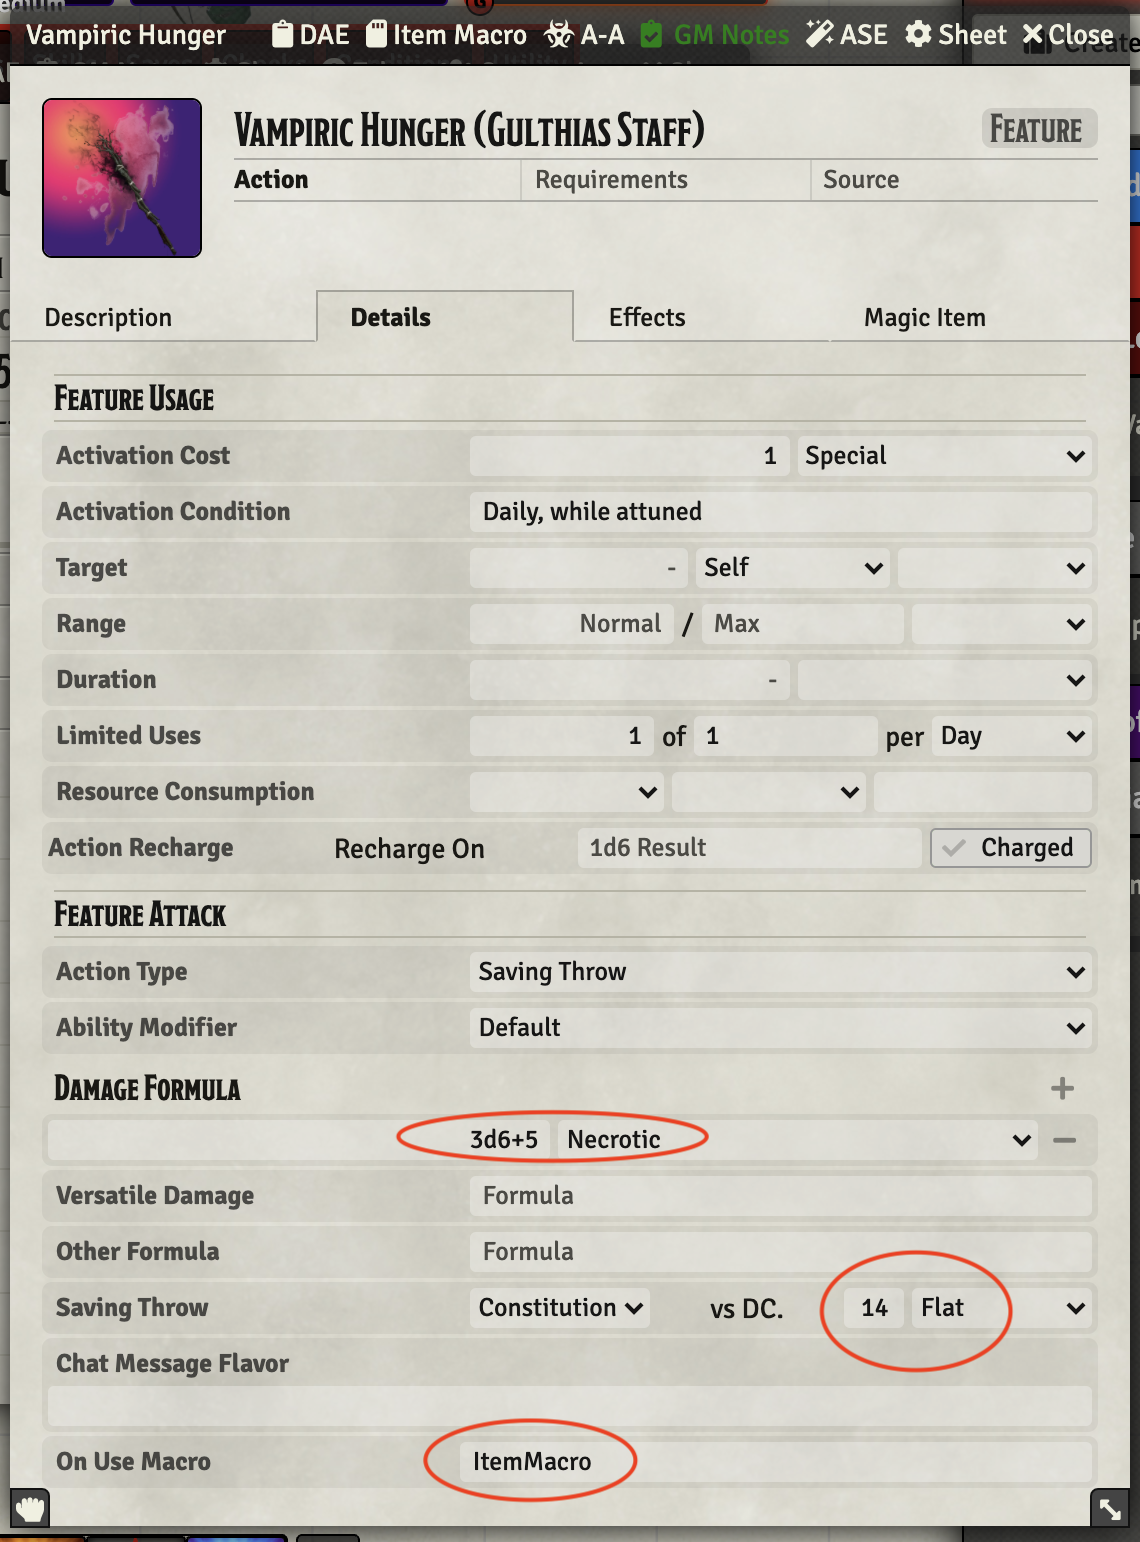 Vampiric Hunger DAE Item Macro A-A GM Notes ASE Sheet Close
Vampiric Hunger (Gulthias Staff) Feature
Action Requirements Source
Description Details Effects Magic Item
Feature Usage
Activation Cost 1 Special
Activation Condition Daily, while attuned
Target - Self
Range Normal / Max
Duration -
Limited Uses 1 of 1 per Day
Resource Consumption
Action Recharge Recharge On 1d6 Result Charged
Feature Attack
Action Type Saving Throw
Ability Modifier Default
Damage Formula
3d6+5 Necrotic
Versatile Damage Formula
Other Formula Formula
Saving Throw Constitution vs DC. 14 Flat
Chat Message Flavor
On Use Macro ItemMacro